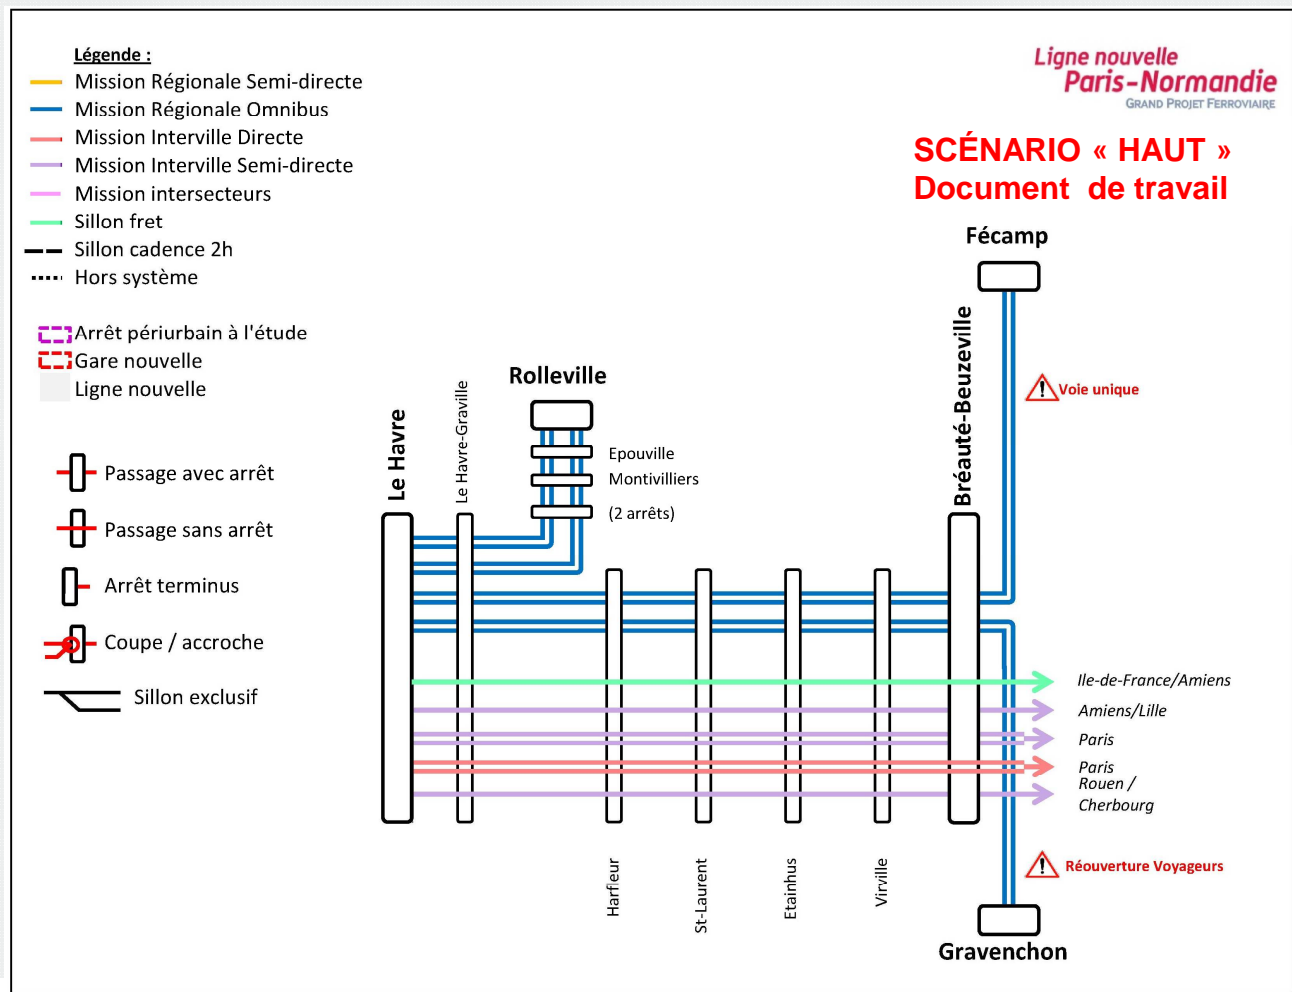 Légende :
Mission Régionale Semi-directe
Mission Régionale Omnibus
Mission Interville Directe
Mission Interville Semi-directe
Mission intersecteurs
Sillon fret
Sillon cadence 2h
Hors système
Arrêt périurbain à l'étude
Gare nouvelle
Ligne nouvelle
Passage avec arrêt
Passage sans arrêt
Arrêt terminus
Coupe / accroche
Sillon exclusif
Ligne nouvelle
Paris-Normandie
GRAND PROJET FERROVIAIRE
SCÉNARIO « HAUT »
Document de travail
Fécamp
Voie unique
Bréauté-Beuzeville
Rolleville
Epouville
Montivilliers
(2 arrêts)
Le Havre
Le Havre-Graville
Ile-de-France/Amiens
Amiens/Lille
Paris
Paris
Rouen /
Cherbourg
Harfleur
St-Laurent
Etainhus
Virville
Réouverture Voyageurs
Gravenchon